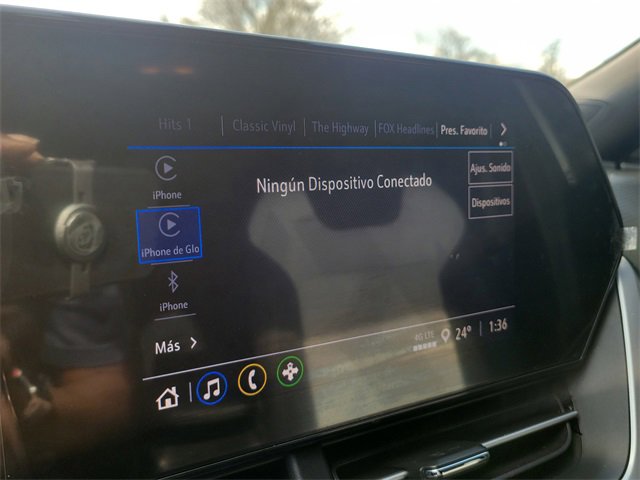 Hits 1 Classic Vinyl The Highway FOX Headlines Pres. Favorito
iPhone
Ningún Dispositivo Conectado
Ajus. Sonido
Dispositivos
iPhone de Glo
iPhone
Más
4G LTE 24° 1:36